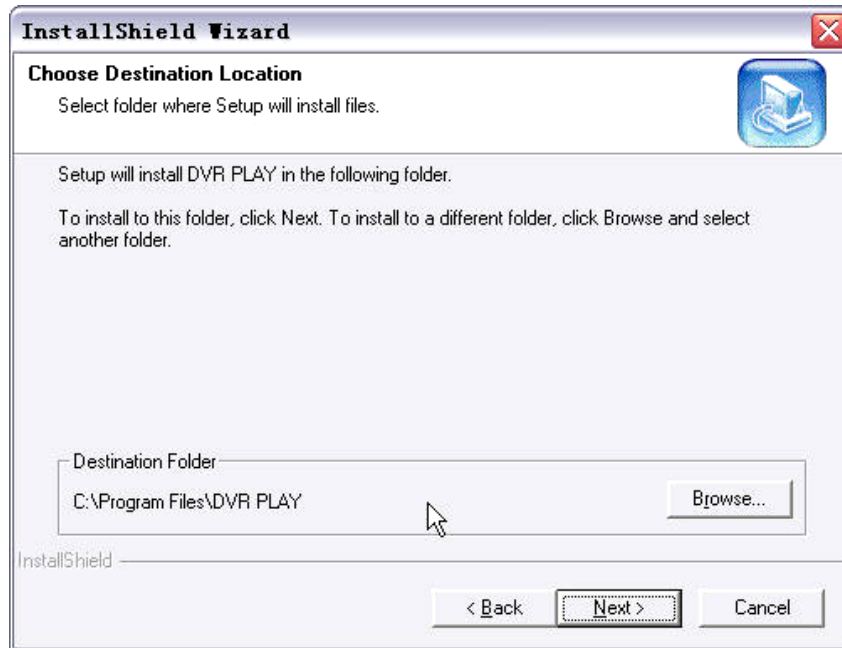 InstallShield Wizard
Choose Destination Location
Select folder where Setup will install files.
Setup will install DVR PLAY in the following folder.
To install to this folder, click Next. To install to a different folder, click Browse and select
another folder.
Destination Folder
C:\Program Files\DVR PLAY
Browse...
InstallShield
< Back
Next >
Cancel